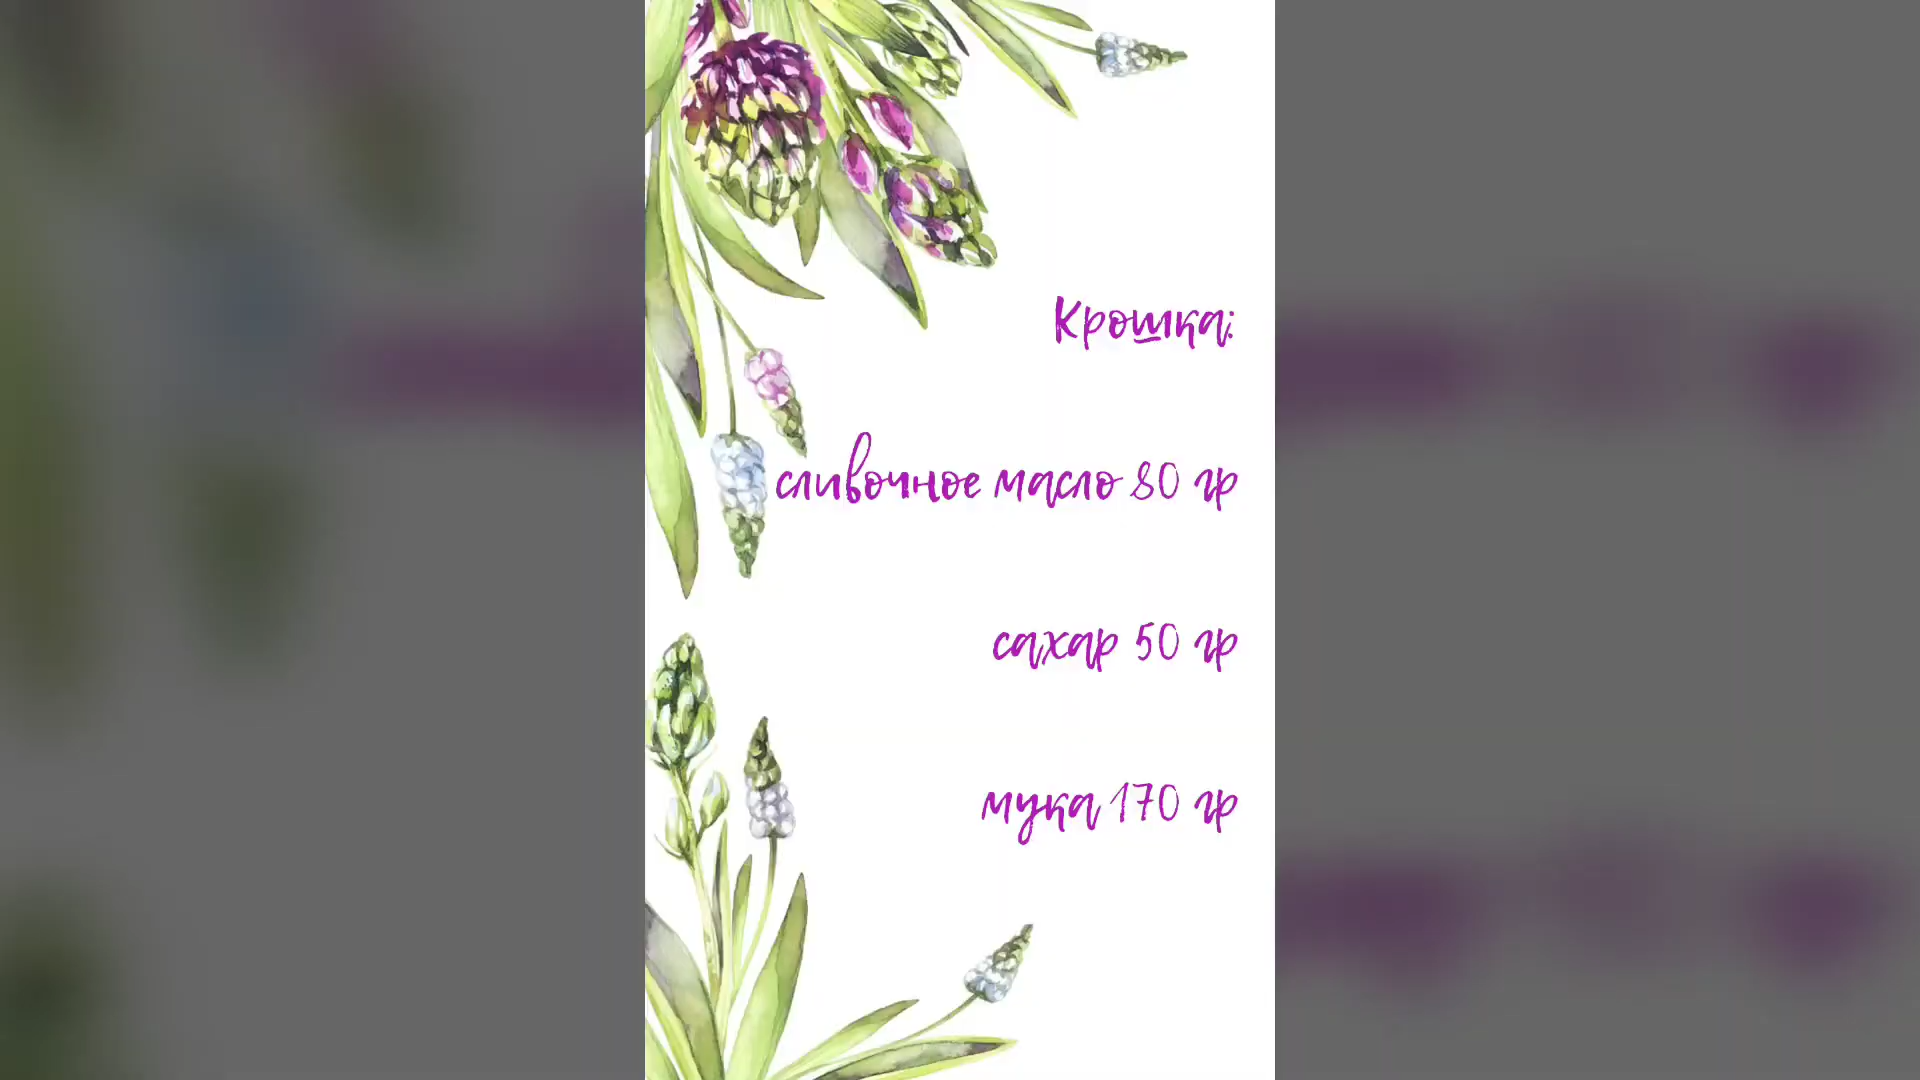 Крошка:
сливочное масло 80 гр
сахар 50 гр
мука 170 гр